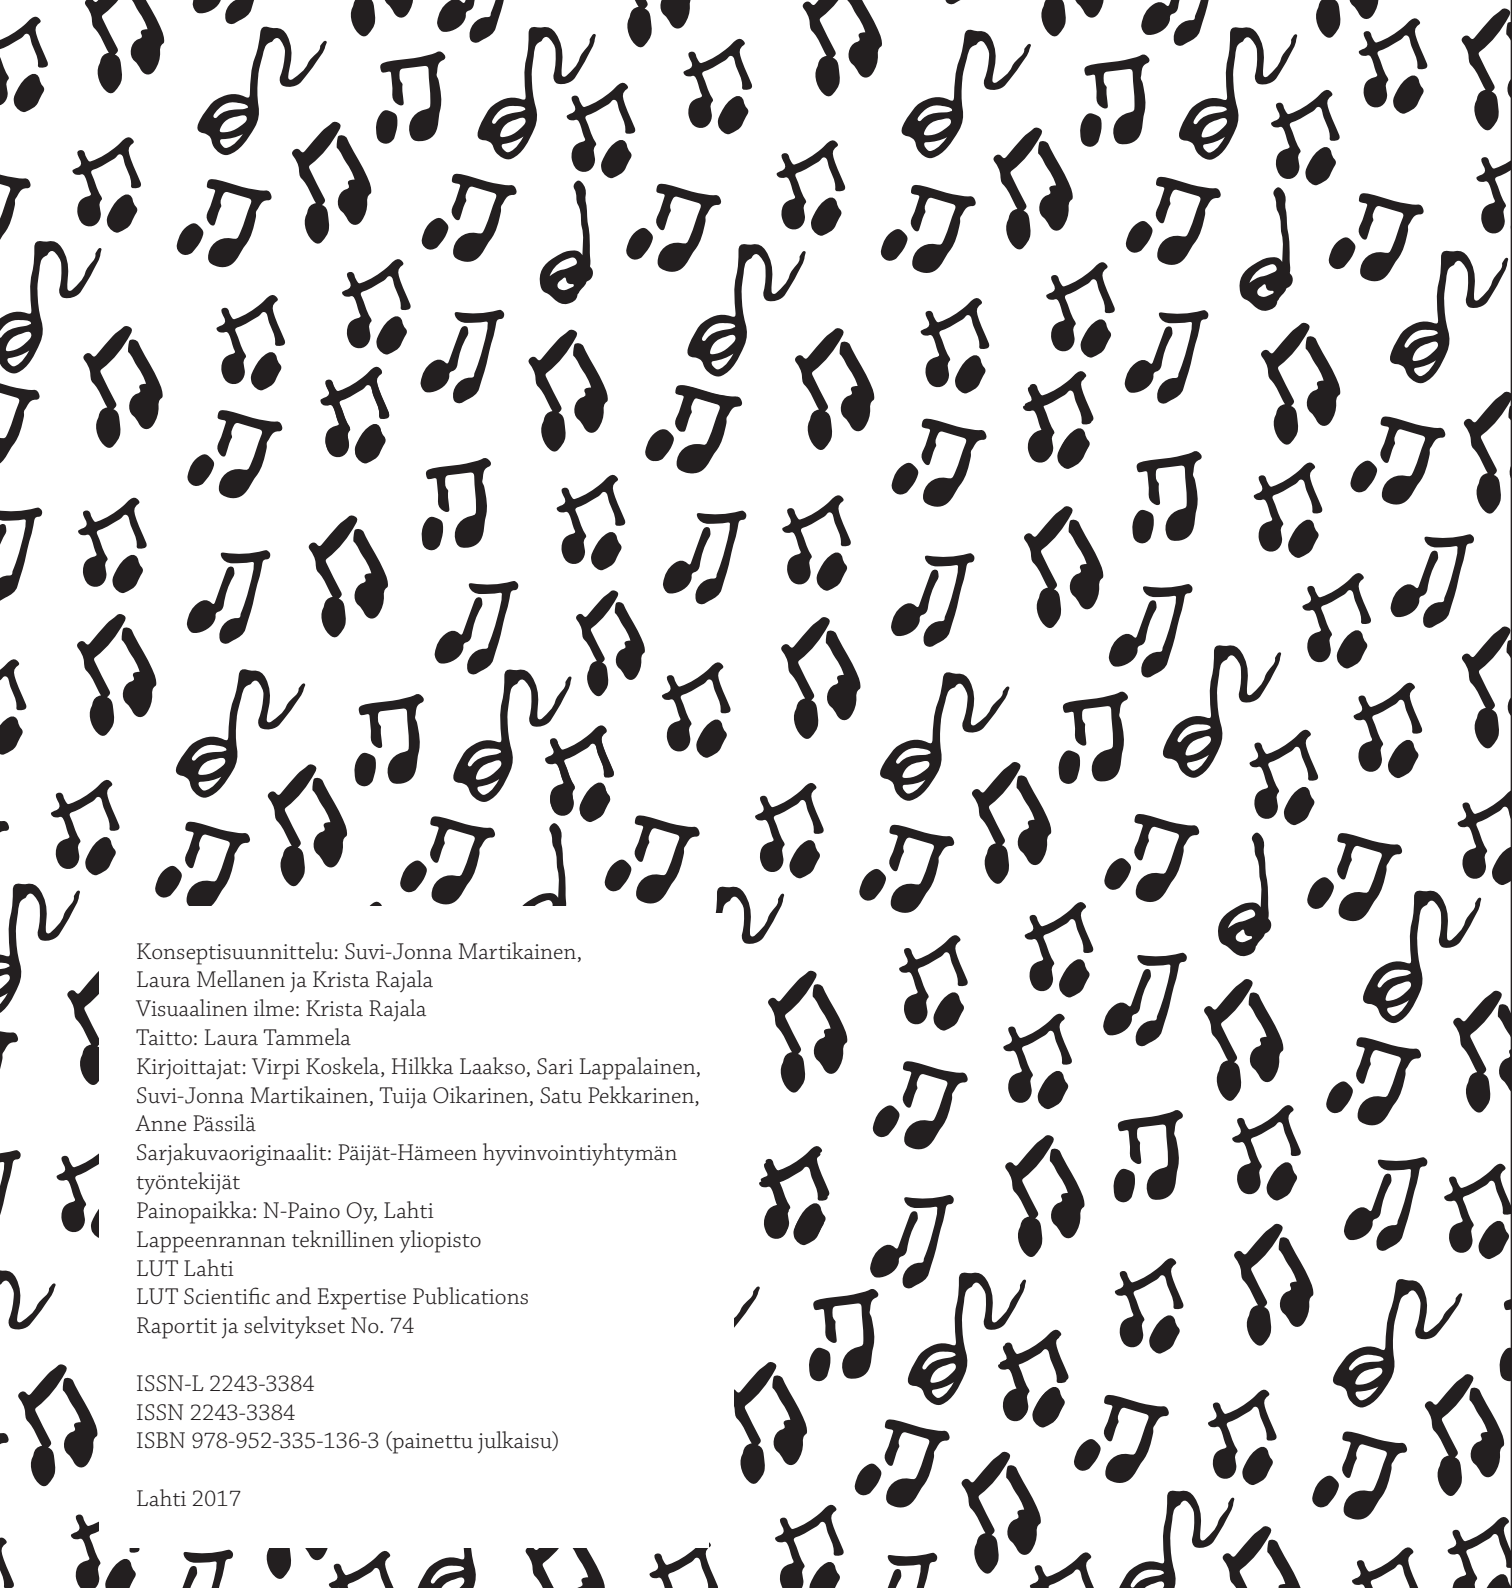 Konseptisuunnittelu: Suvi-Jonna Martikainen,
Laura Mellanen ja Krista Rajala
Visuaalinen ilme: Krista Rajala
Taitto: Laura Tammela
Kirjoittajat: Virpi Koskela, Hilkka Laakso, Sari Lappalainen,
Suvi-Jonna Martikainen, Tuija Oikarinen, Satu Pekkarinen,
Anne Pässilä
Sarjakuvaoriginaalit: Päijät-Hämeen hyvinvointiyhtymän
työntekijät
Painopaikka: N-Paino Oy, Lahti
Lappeenrannan teknillinen yliopisto
LUT Lahti
LUT Scientific and Expertise Publications
Raportit ja selvitykset No. 74
ISSN-L 2243-3384
ISSN 2243-3384
ISBN 978-952-335-136-3 (painettu julkaisu)
Lahti 2017